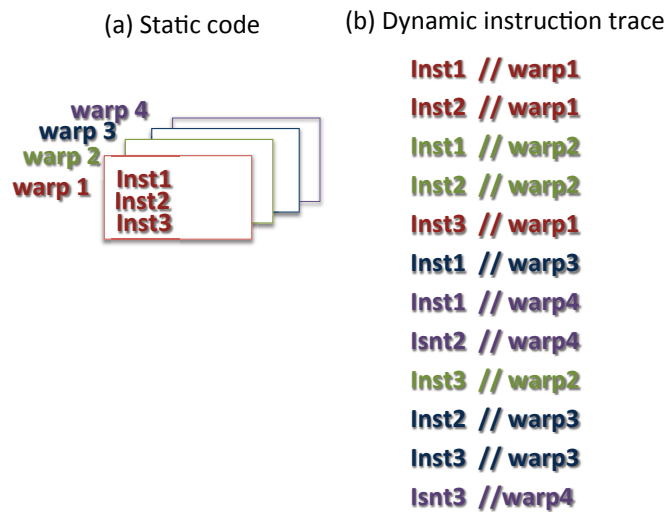 (a) Static code
warp 4
warp 3
warp 2
warp 1
Inst1
Inst2
Inst3
(b) Dynamic instruction trace
Inst1 // warp1
Inst2 // warp1
Inst1 // warp2
Inst2 // warp2
Inst3 // warp1
Inst1 // warp3
Inst1 // warp4
Isnt2 // warp4
Inst3 // warp2
Inst2 // warp3
Inst3 // warp3
Isnt3 //warp4